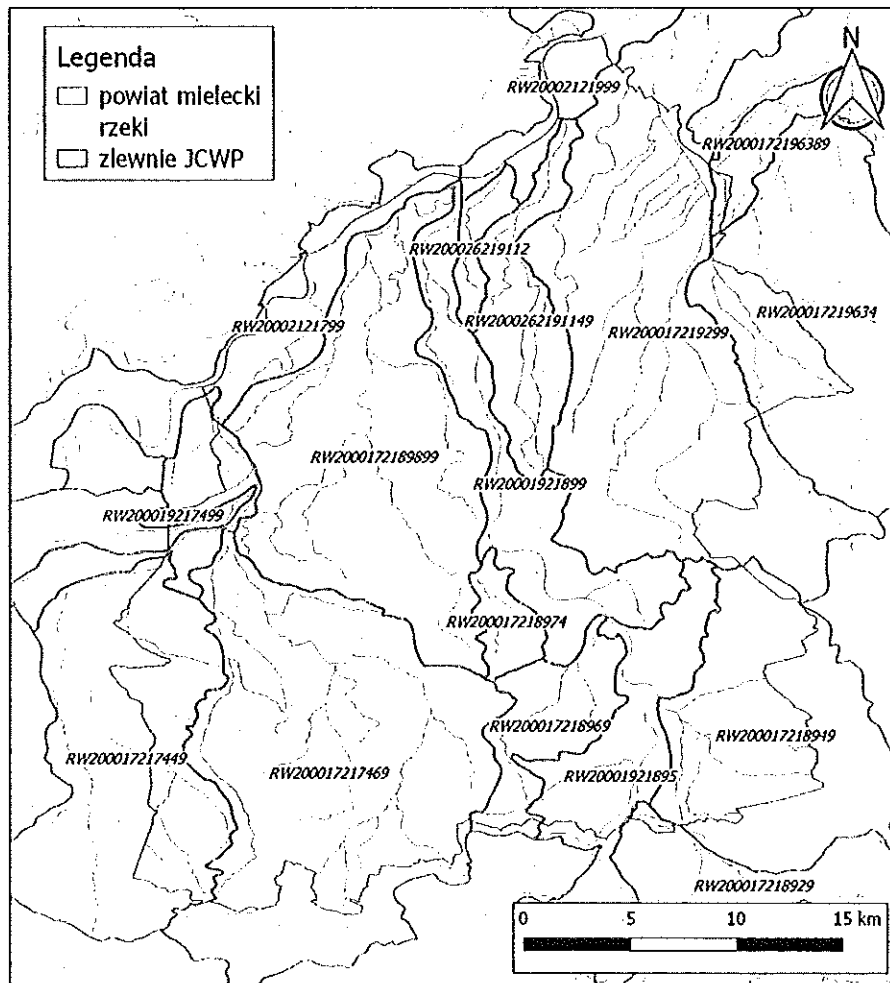 Legenda
powiat mielecki
rzeki
zlewnie JCWP
N
RW20002121999
RW2000172196389
RW200026219112
RW20002121799
RW2000262191149
RW200017219299
RW200017219634
RW2000172189899
RW20001921899
RW200019217499
RW200017218974
RW200017218969
RW200017218949
RW200017217449
RW200017217469
RW20001921895
RW200017218929
0 5 10 15 km